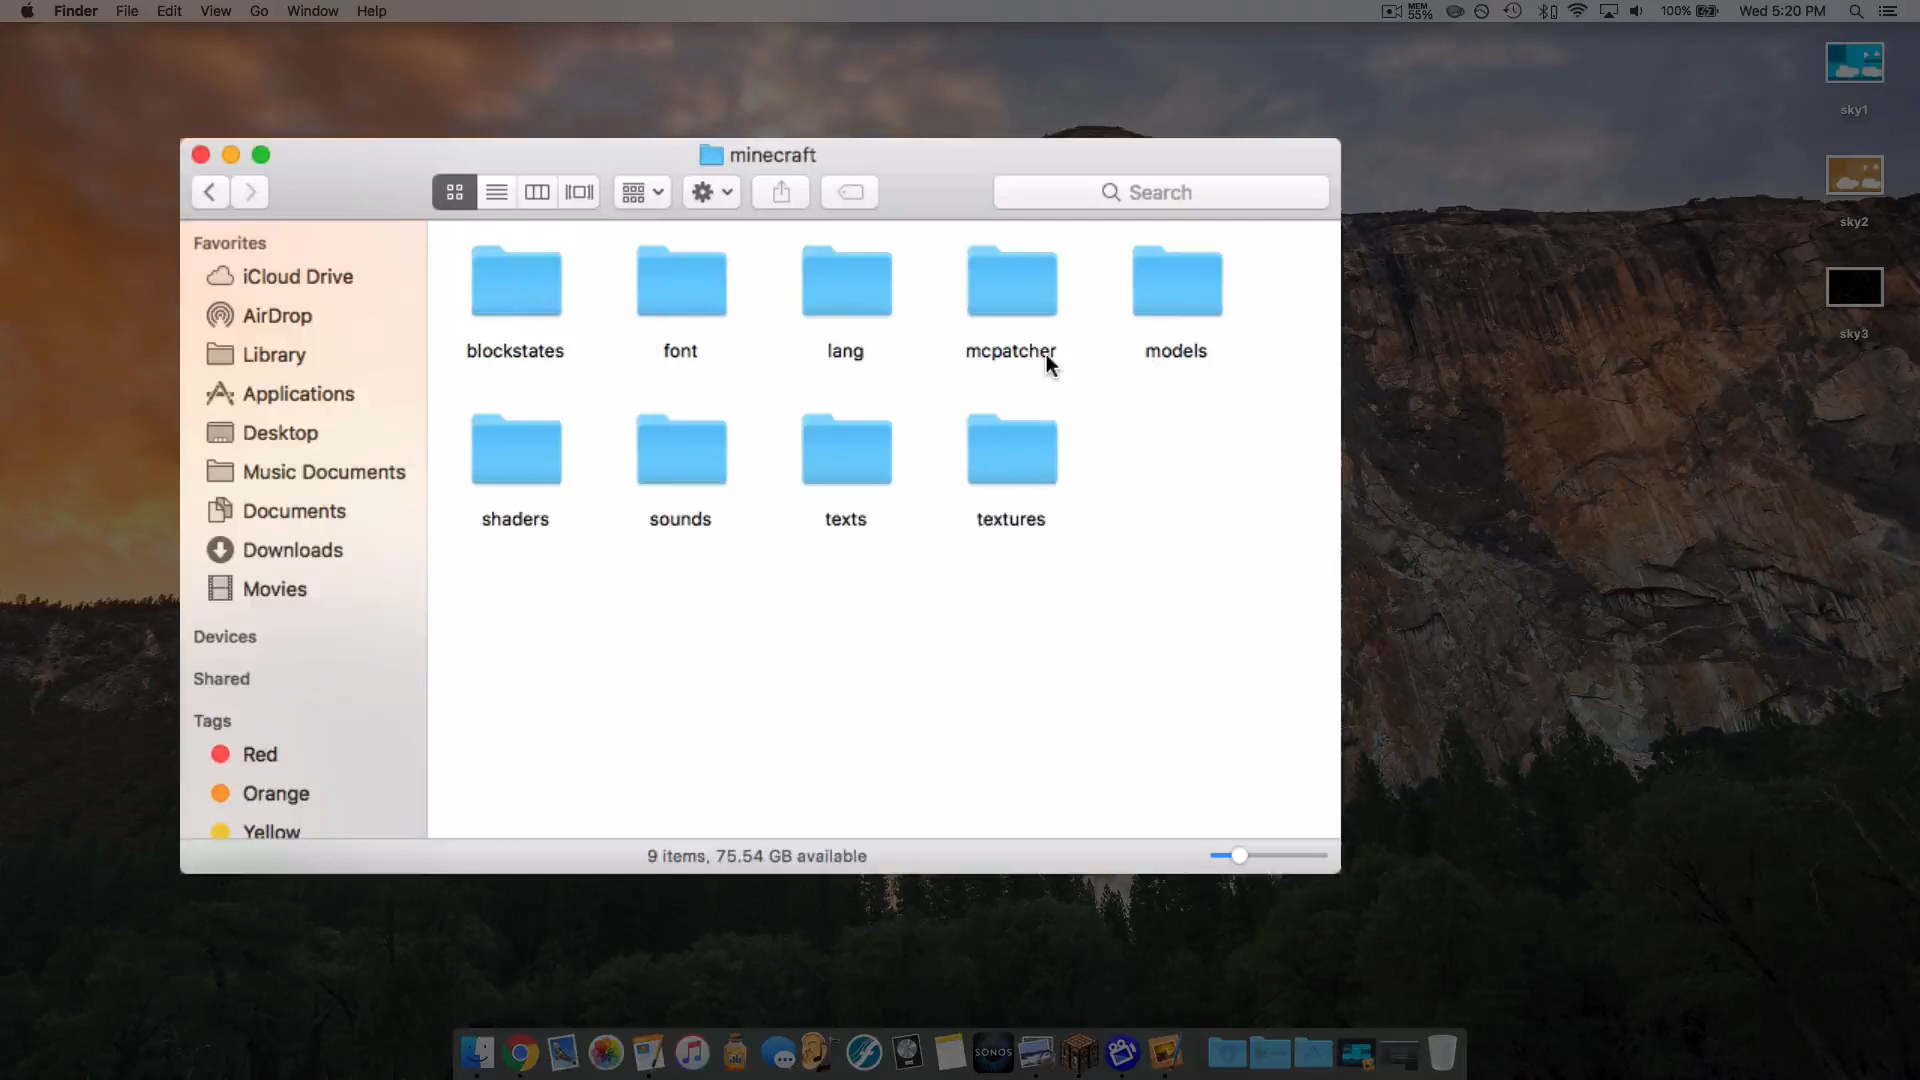 Finder File Edit View Go Window Help
MEM 55% 100% Wed 5:20 PM
sky1
sky2
sky3
minecraft
Search
Favorites
iCloud Drive
AirDrop
Library
Applications
Desktop
Music Documents
Documents
Downloads
Movies
Devices
Shared
Tags
Red
Orange
Yellow
blockstates font lang mcpatcher models
shaders sounds texts textures
9 items, 75.54 GB available
SONOS